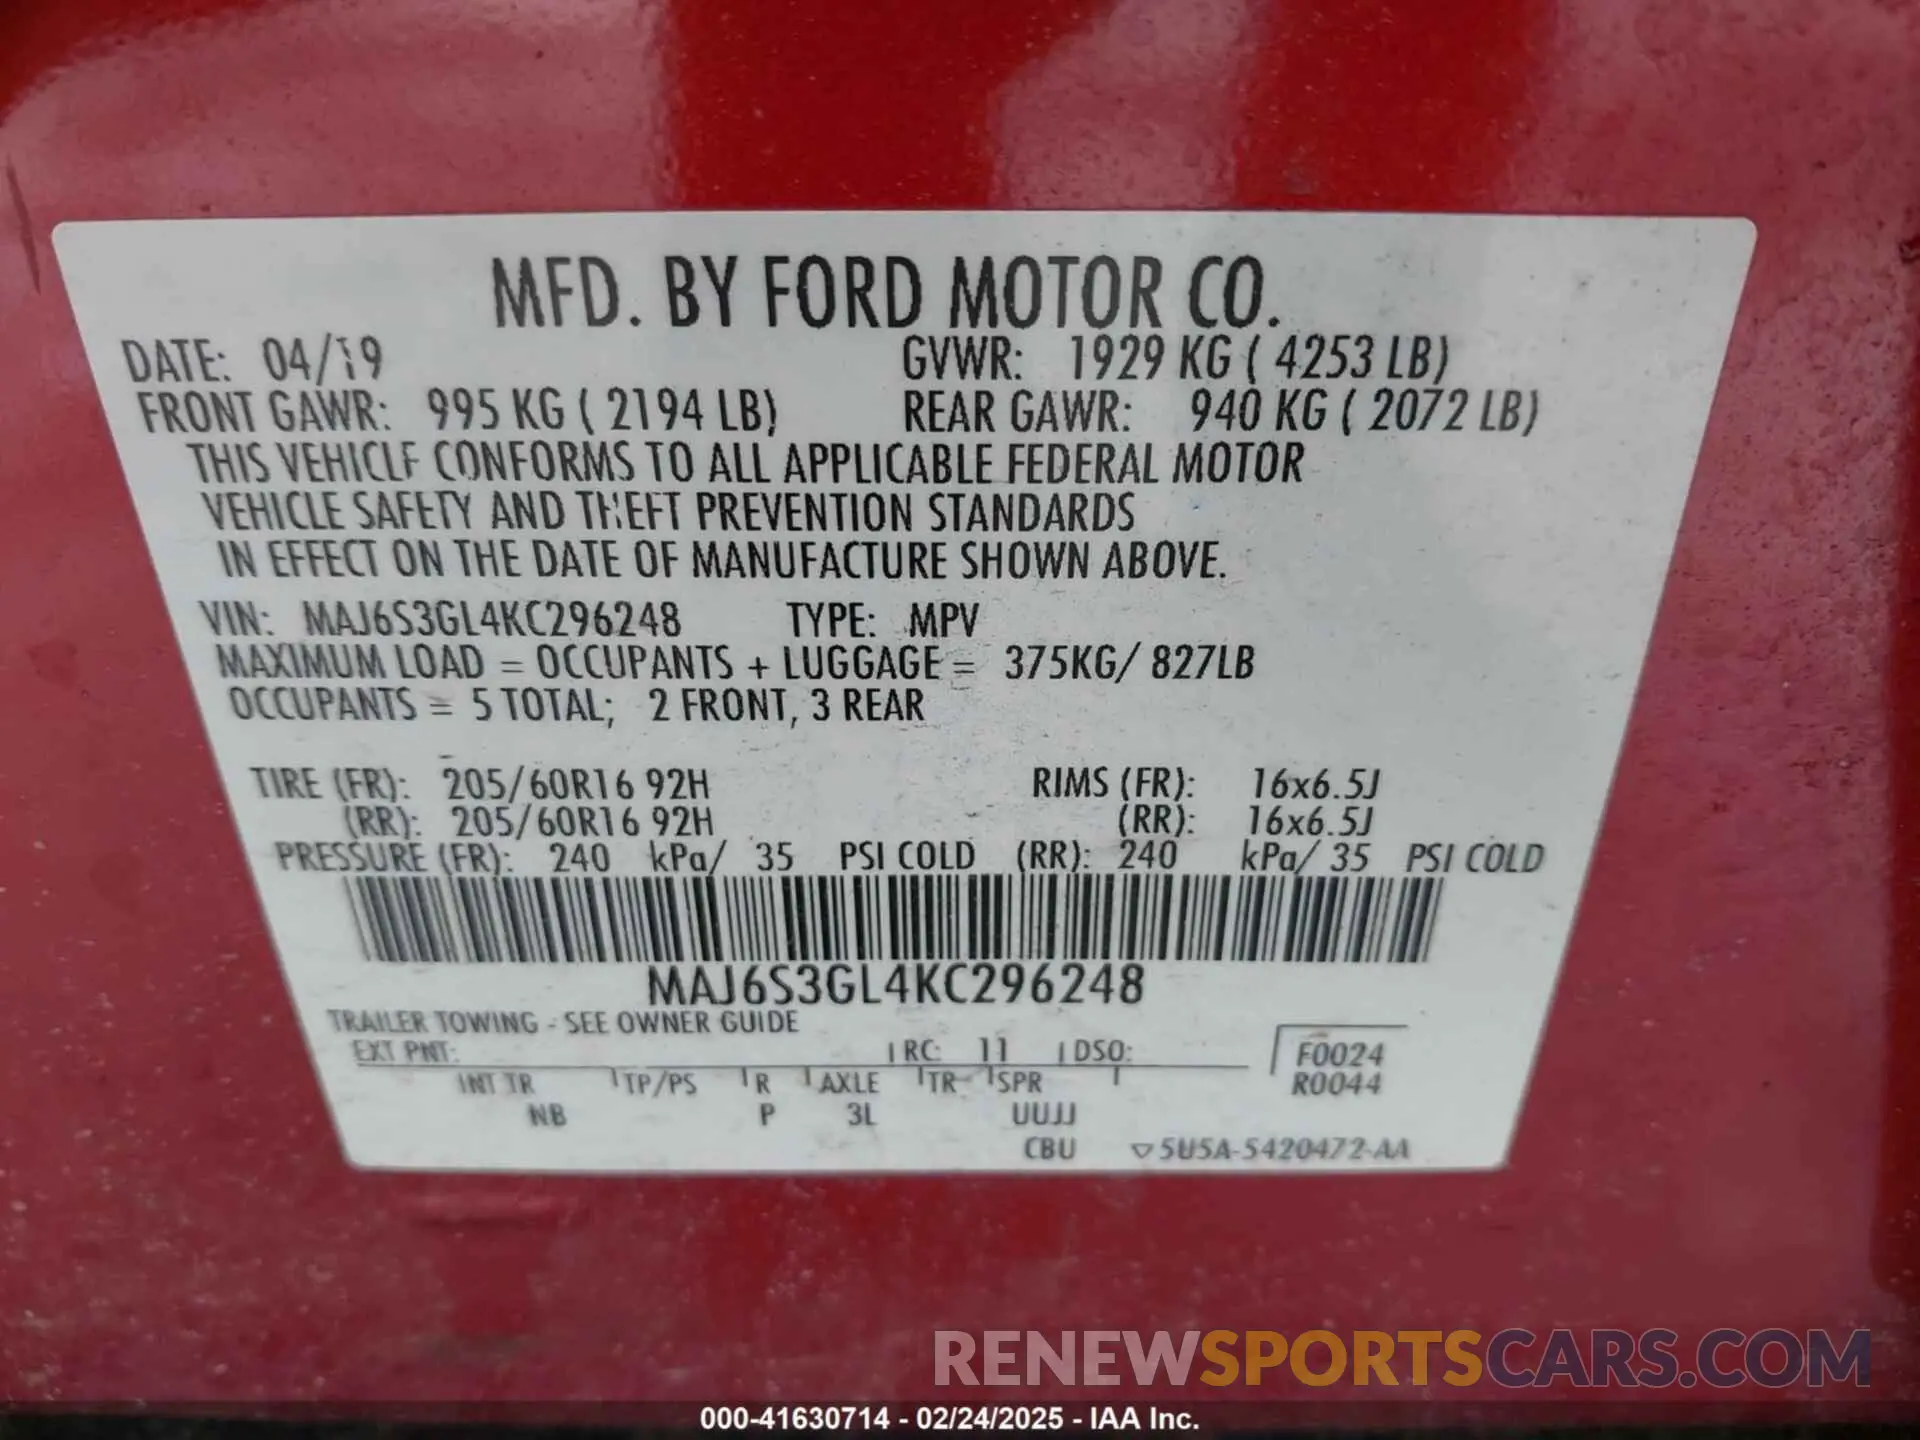 MFD. BY FORD MOTOR CO.
DATE: 04/19 GVWR: 1929 KG ( 4253 LB)
FRONT GAWR: 995 KG ( 2194 LB) REAR GAWR: 940 KG ( 2072 LB)
THIS VEHICLE CONFORMS TO ALL APPLICABLE FEDERAL MOTOR
VEHICLE SAFETY AND THEFT PREVENTION STANDARDS
IN EFFECT ON THE DATE OF MANUFACTURE SHOWN ABOVE.
VIN: MAJ6S3GL4KC296248 TYPE: MPV
MAXIMUM LOAD = OCCUPANTS + LUGGAGE = 375KG/ 827LB
OCCUPANTS = 5 TOTAL; 2 FRONT, 3 REAR
TIRE (FR): 205/60R16 92H RIMS (FR): 16x6.5J
(RR): 205/60R16 92H (RR): 16x6.5J
PRESSURE (FR): 240 kPa/ 35 PSI COLD (RR): 240 kPa/ 35 PSI COLD
MAJ6S3GL4KC296248
TRAILER TOWING - SEE OWNER GUIDE
EXT PNT: RC: 11 DSO: F0024
INT TR TP/PS R AXLE TR SPR R0044
NB P 3L UUJJ
CBU ▽5U5A-5420472-AA
RENEWSPORTSCARS.COM
000-41630714 - 02/24/2025 - IAA Inc.